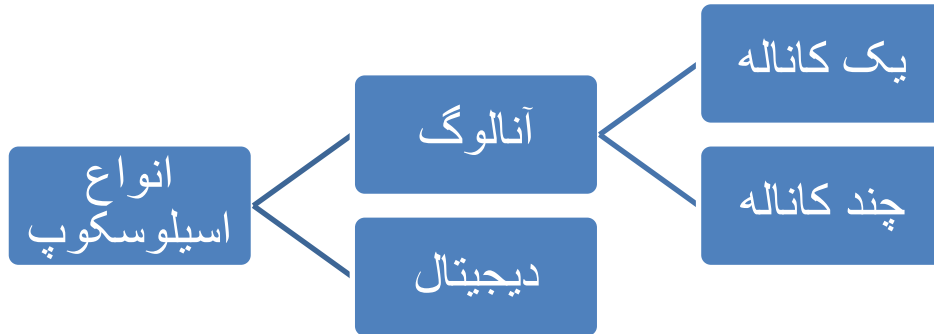 انواع
اسیلوسکوپ
آنالوگ
دیجیتال
یک کاناله
چند کاناله